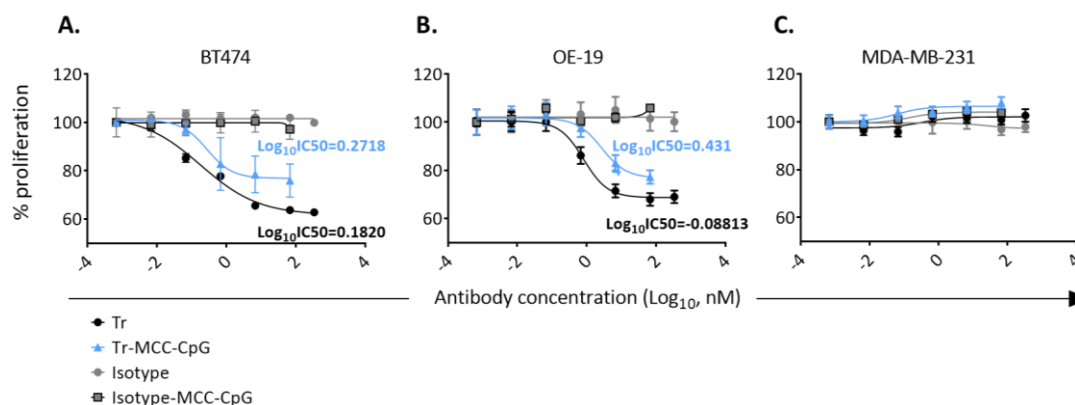 A.
BT474
% proliferation
120
100
80
60
Log10IC50=0.2718
Log10IC50=0.1820
-4
-2
0
2
4
B.
OE-19
120
100
80
60
Log10IC50=0.431
Log10IC50=-0.08813
-4
-2
0
2
4
C.
MDA-MB-231
120
100
80
60
-4
-2
0
2
4
Antibody concentration (Log10, nM)
Tr
Tr-MCC-CpG
Isotype
Isotype-MCC-CpG